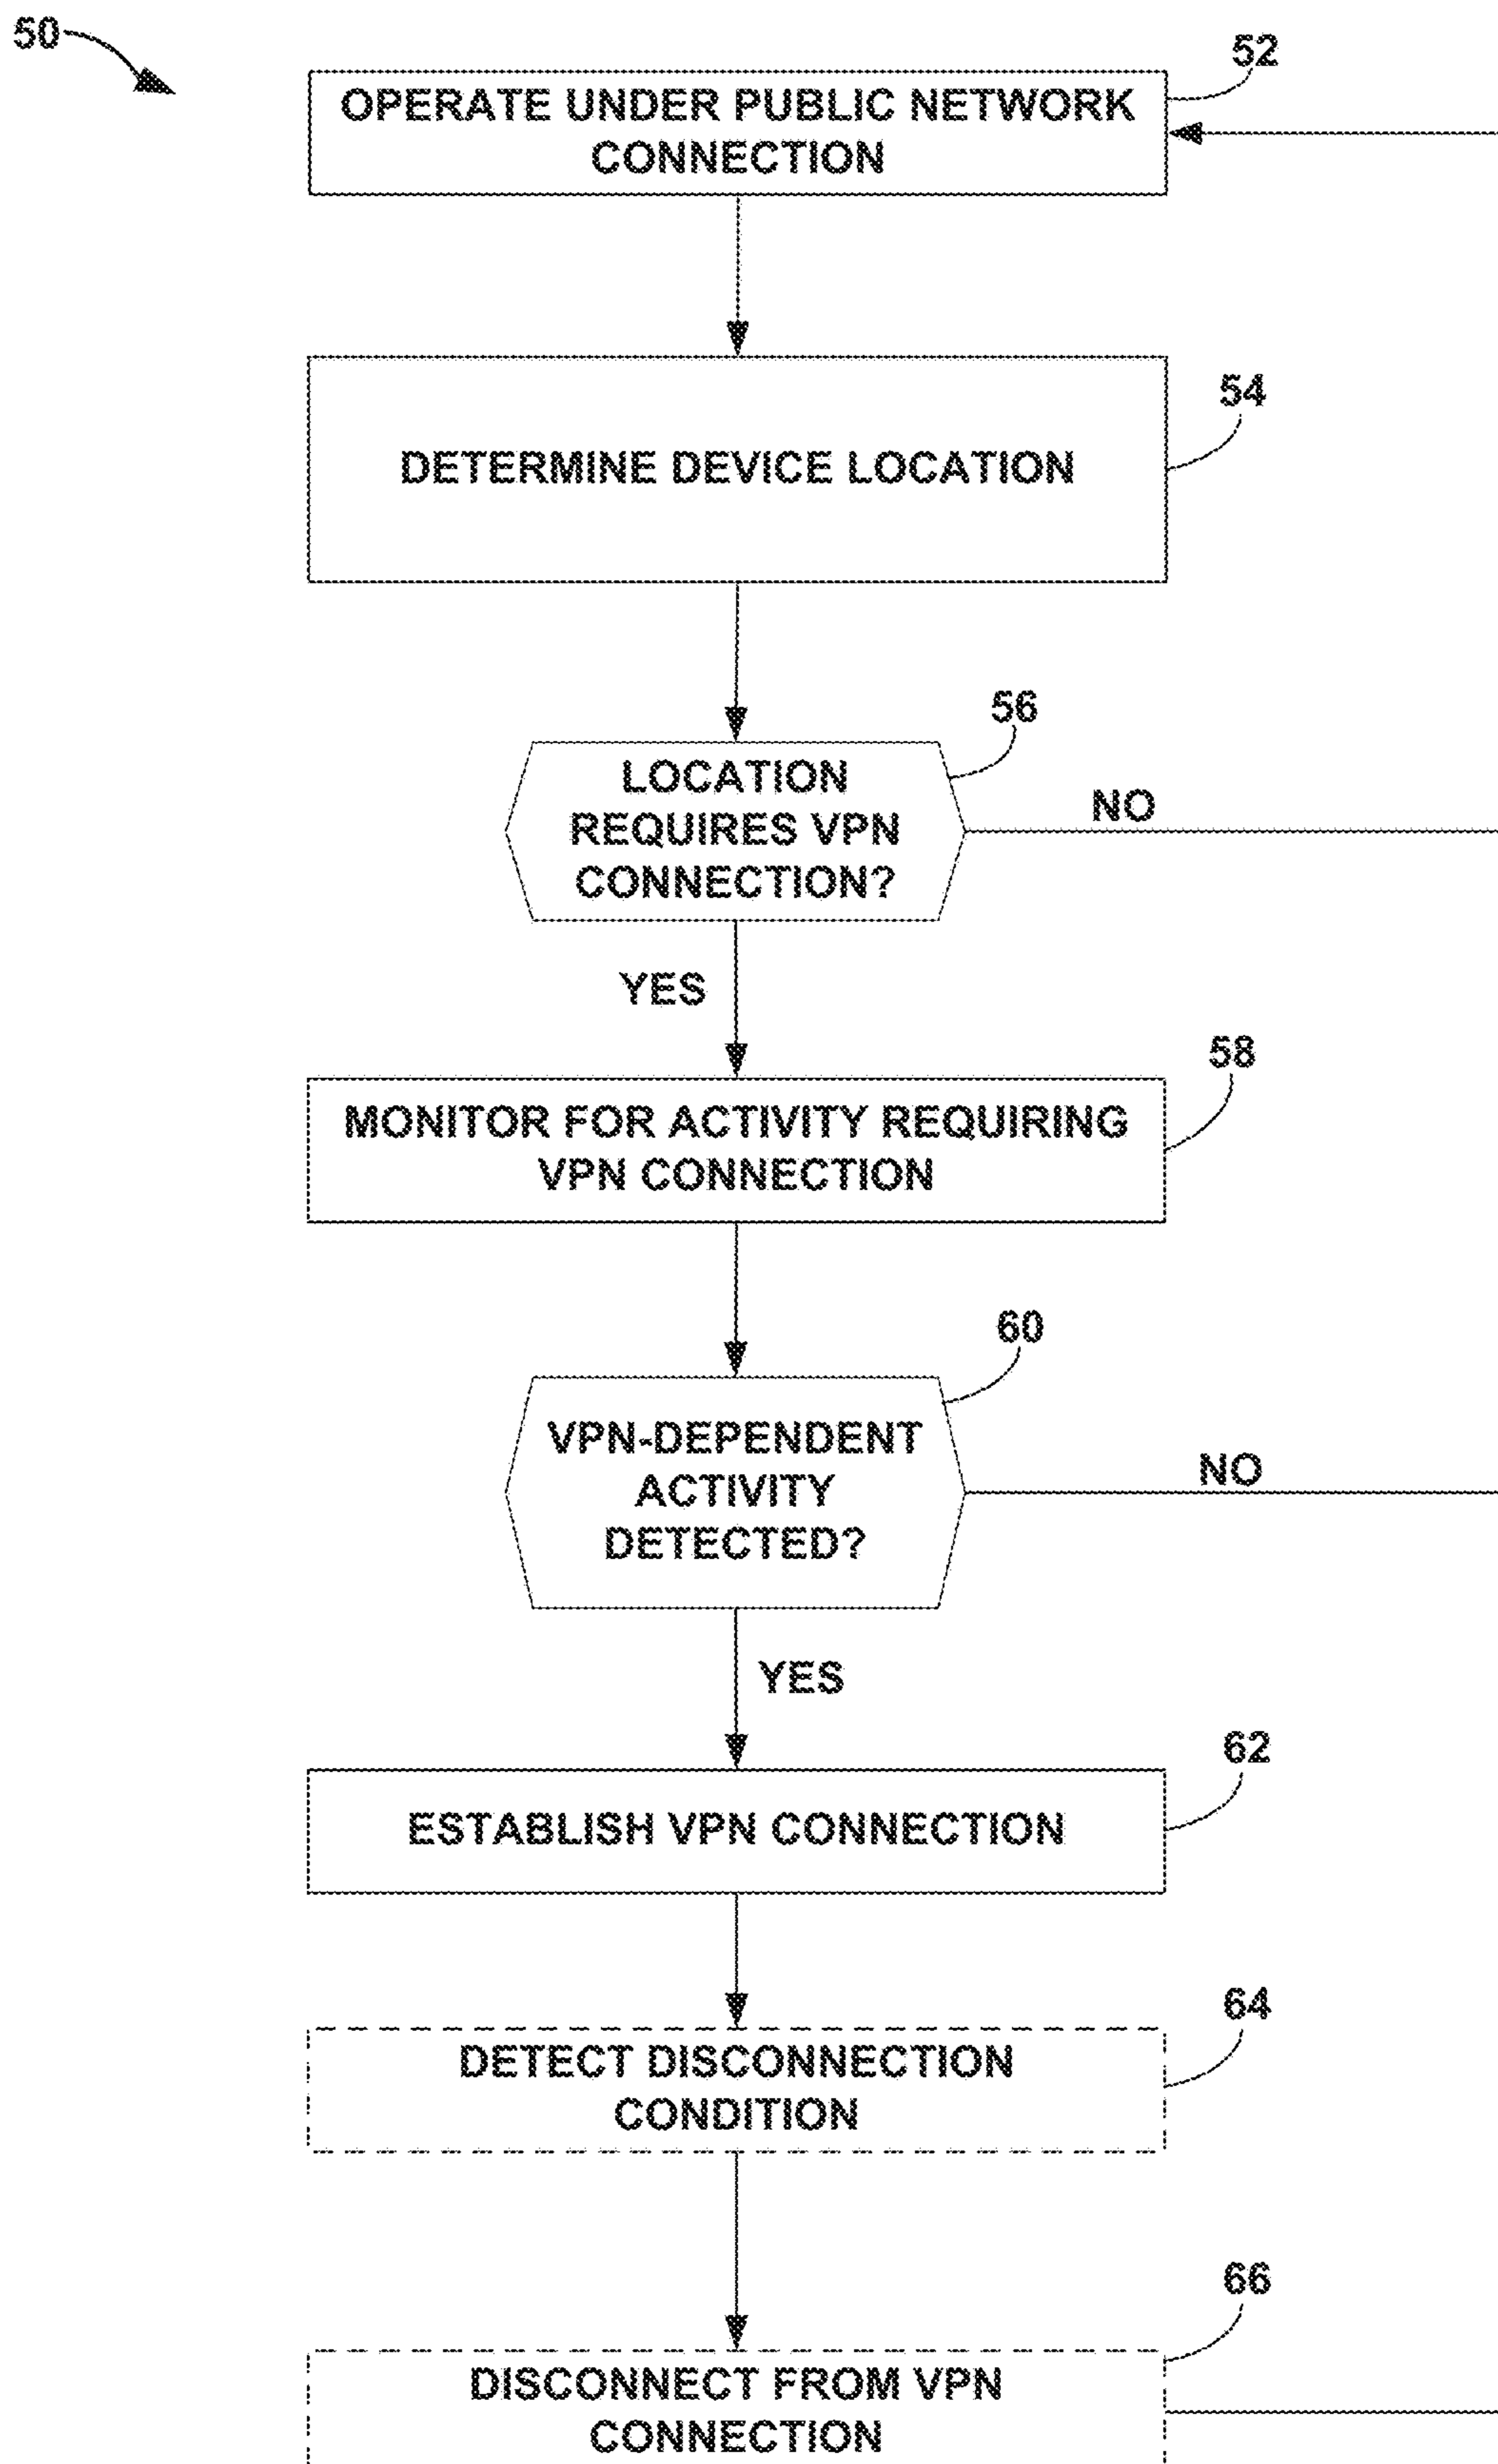 50
52
OPERATE UNDER PUBLIC NETWORK
CONNECTION
54
DETERMINE DEVICE LOCATION
56
LOCATION
REQUIRES VPN
CONNECTION?
NO
YES
58
MONITOR FOR ACTIVITY REQUIRING
VPN CONNECTION
60
VPN-DEPENDENT
ACTIVITY
DETECTED?
NO
YES
62
ESTABLISH VPN CONNECTION
64
DETECT DISCONNECTION
CONDITION
66
DISCONNECT FROM VPN
CONNECTION